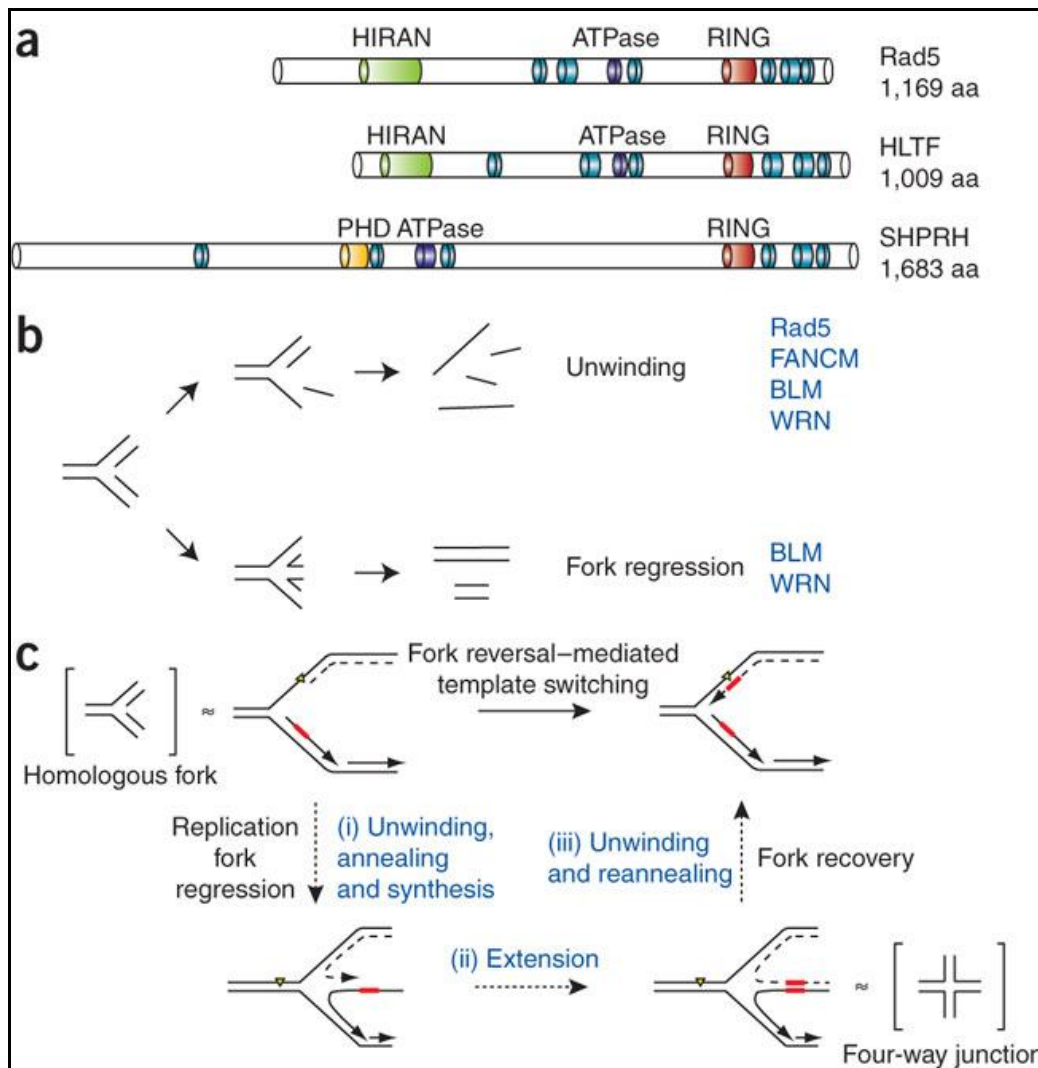 a
HIRAN ATPase RING
Rad5
1,169 aa
HIRAN ATPase RING
HLTF
1,009 aa
PHD ATPase RING
SHPRH
1,683 aa
b
Unwinding
Rad5
FANCM
BLM
WRN
Fork regression
BLM
WRN
c
Homologous fork
≈
Fork reversal–mediated
template switching
Replication
fork
regression
(i) Unwinding,
annealing
and synthesis
(iii) Unwinding
and reannealing
Fork recovery
(ii) Extension
≈
Four-way junction